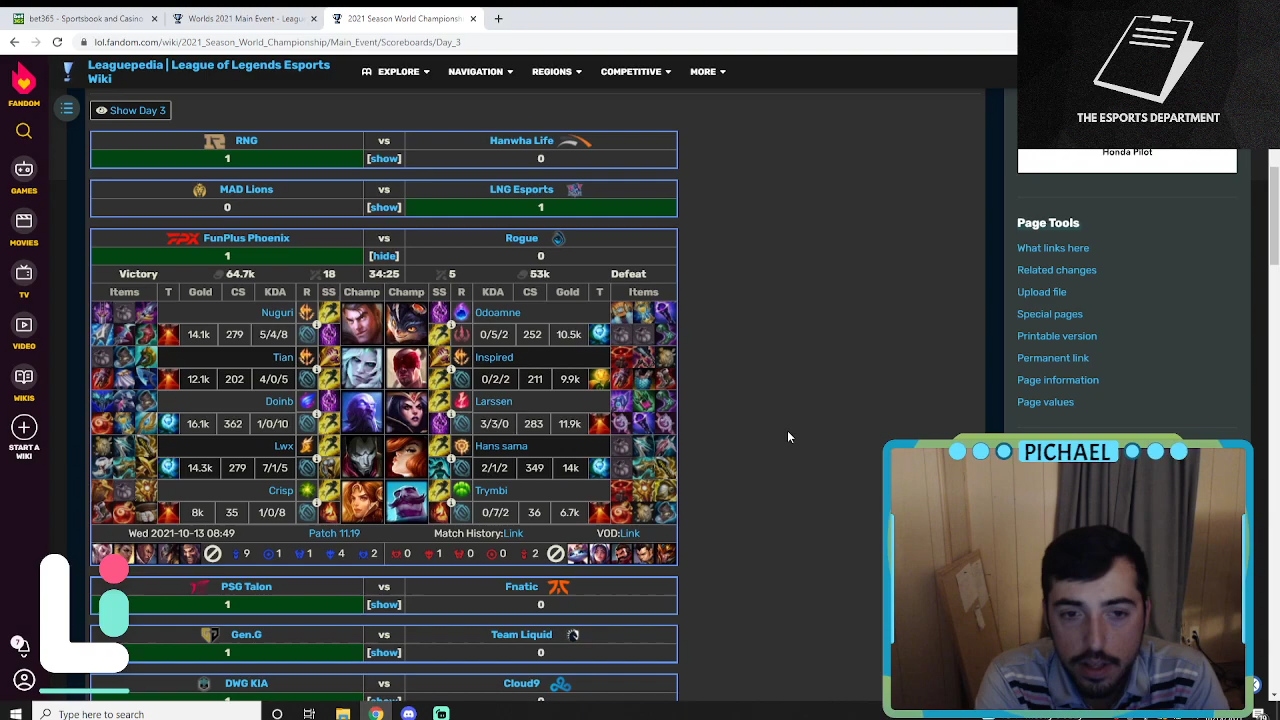 bet365 - Sportsbook and Casino
Worlds 2021 Main Event - Leagu
2021 Season World Championsh
lol.fandom.com/wiki/2021_Season_World_Championship/Main_Event/Scoreboards/Day_3
Leaguepedia | League of Legends Esports
Wiki
EXPLORE
NAVIGATION
REGIONS
COMPETITIVE
MORE
FANDOM
GAMES
MOVIES
TV
VIDEO
WIKIS
START A
WIKI
7
THE ESPORTS DEPARTMENT
Honda Pilot
Show Day 3
RNG vs Hanwha Life
1 [show] 0
MAD Lions vs LNG Esports
0 [show] 1
FPX FunPlus Phoenix vs Rogue
1 [hide] 0
Victory 64.7k 18 34:25 5 53k Defeat
Items T Gold CS KDA R SS Champ Champ SS R KDA CS Gold T Items
Nuguri Odoamne
14.1k 279 5/4/8 0/5/2 252 10.5k
Tian Inspired
12.1k 202 4/0/5 0/2/2 211 9.9k
Doinb Larssen
16.1k 362 1/0/10 3/3/0 283 11.9k
Lwx Hans sama
14.3k 279 7/1/5 2/1/2 349 14k
Crisp Trymbi
8k 35 1/0/8 0/7/2 36 6.7k
Wed 2021-10-13 08:49 Patch 11.19 Match History:Link VOD:Link
9 1 1 4 2 0 1 0 0 2
PSG Talon vs Fnatic
1 [show] 0
Gen.G vs Team Liquid
1 [show] 0
DWG KIA vs Cloud9
Page Tools
What links here
Related changes
Upload file
Special pages
Printable version
Permanent link
Page information
Page values
PICHAEL
Type here to search